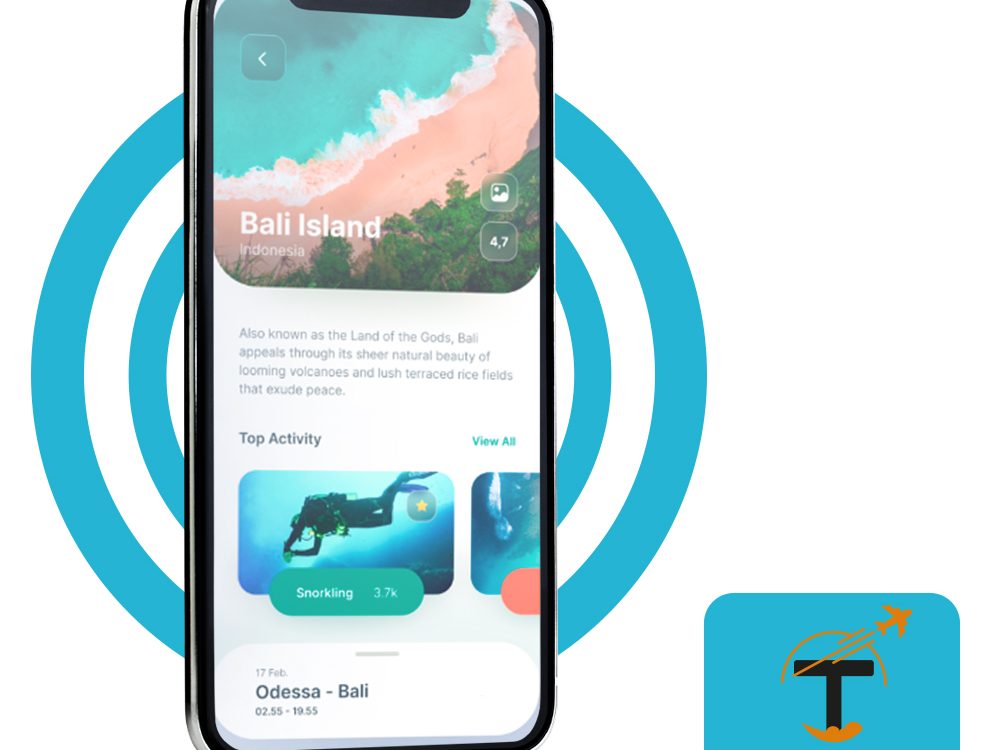 Bali Island
Indonesia
4,7
Also known as the Land of the Gods, Bali
appeals through its sheer natural beauty of
looming volcanoes and lush terraced rice fields
that exude peace.
Top Activity
View All
Snorkling 3.7k
17 Feb.
Odessa - Bali
02.55 - 19.55
T